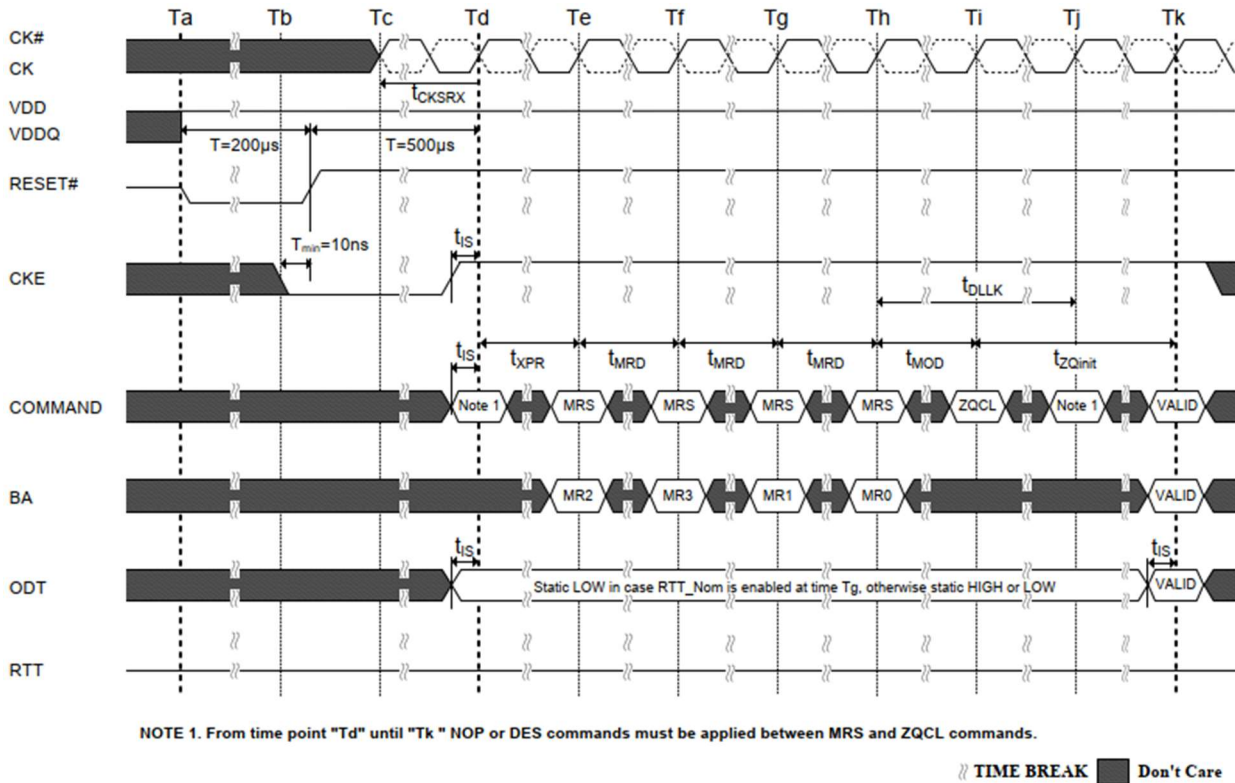 Ta Tb Tc Td Te Tf Tg Th Ti Tj Tk
CK#
CK
tCKSRX
VDD
VDDQ
T=200µs T=500µs
RESET#
Tmin=10ns tIS
CKE
tDLLK
tIS tXPR tMRD tMRD tMRD tMOD tZQinit
COMMAND Note 1 MRS MRS MRS MRS ZQCL Note 1 VALID
BA MR2 MR3 MR1 MR0 VALID
tIS tIS
ODT Static LOW in case RTT_Nom is enabled at time Tg, otherwise static HIGH or LOW VALID
RTT
NOTE 1. From time point "Td" until "Tk " NOP or DES commands must be applied between MRS and ZQCL commands.
TIME BREAK Don't Care